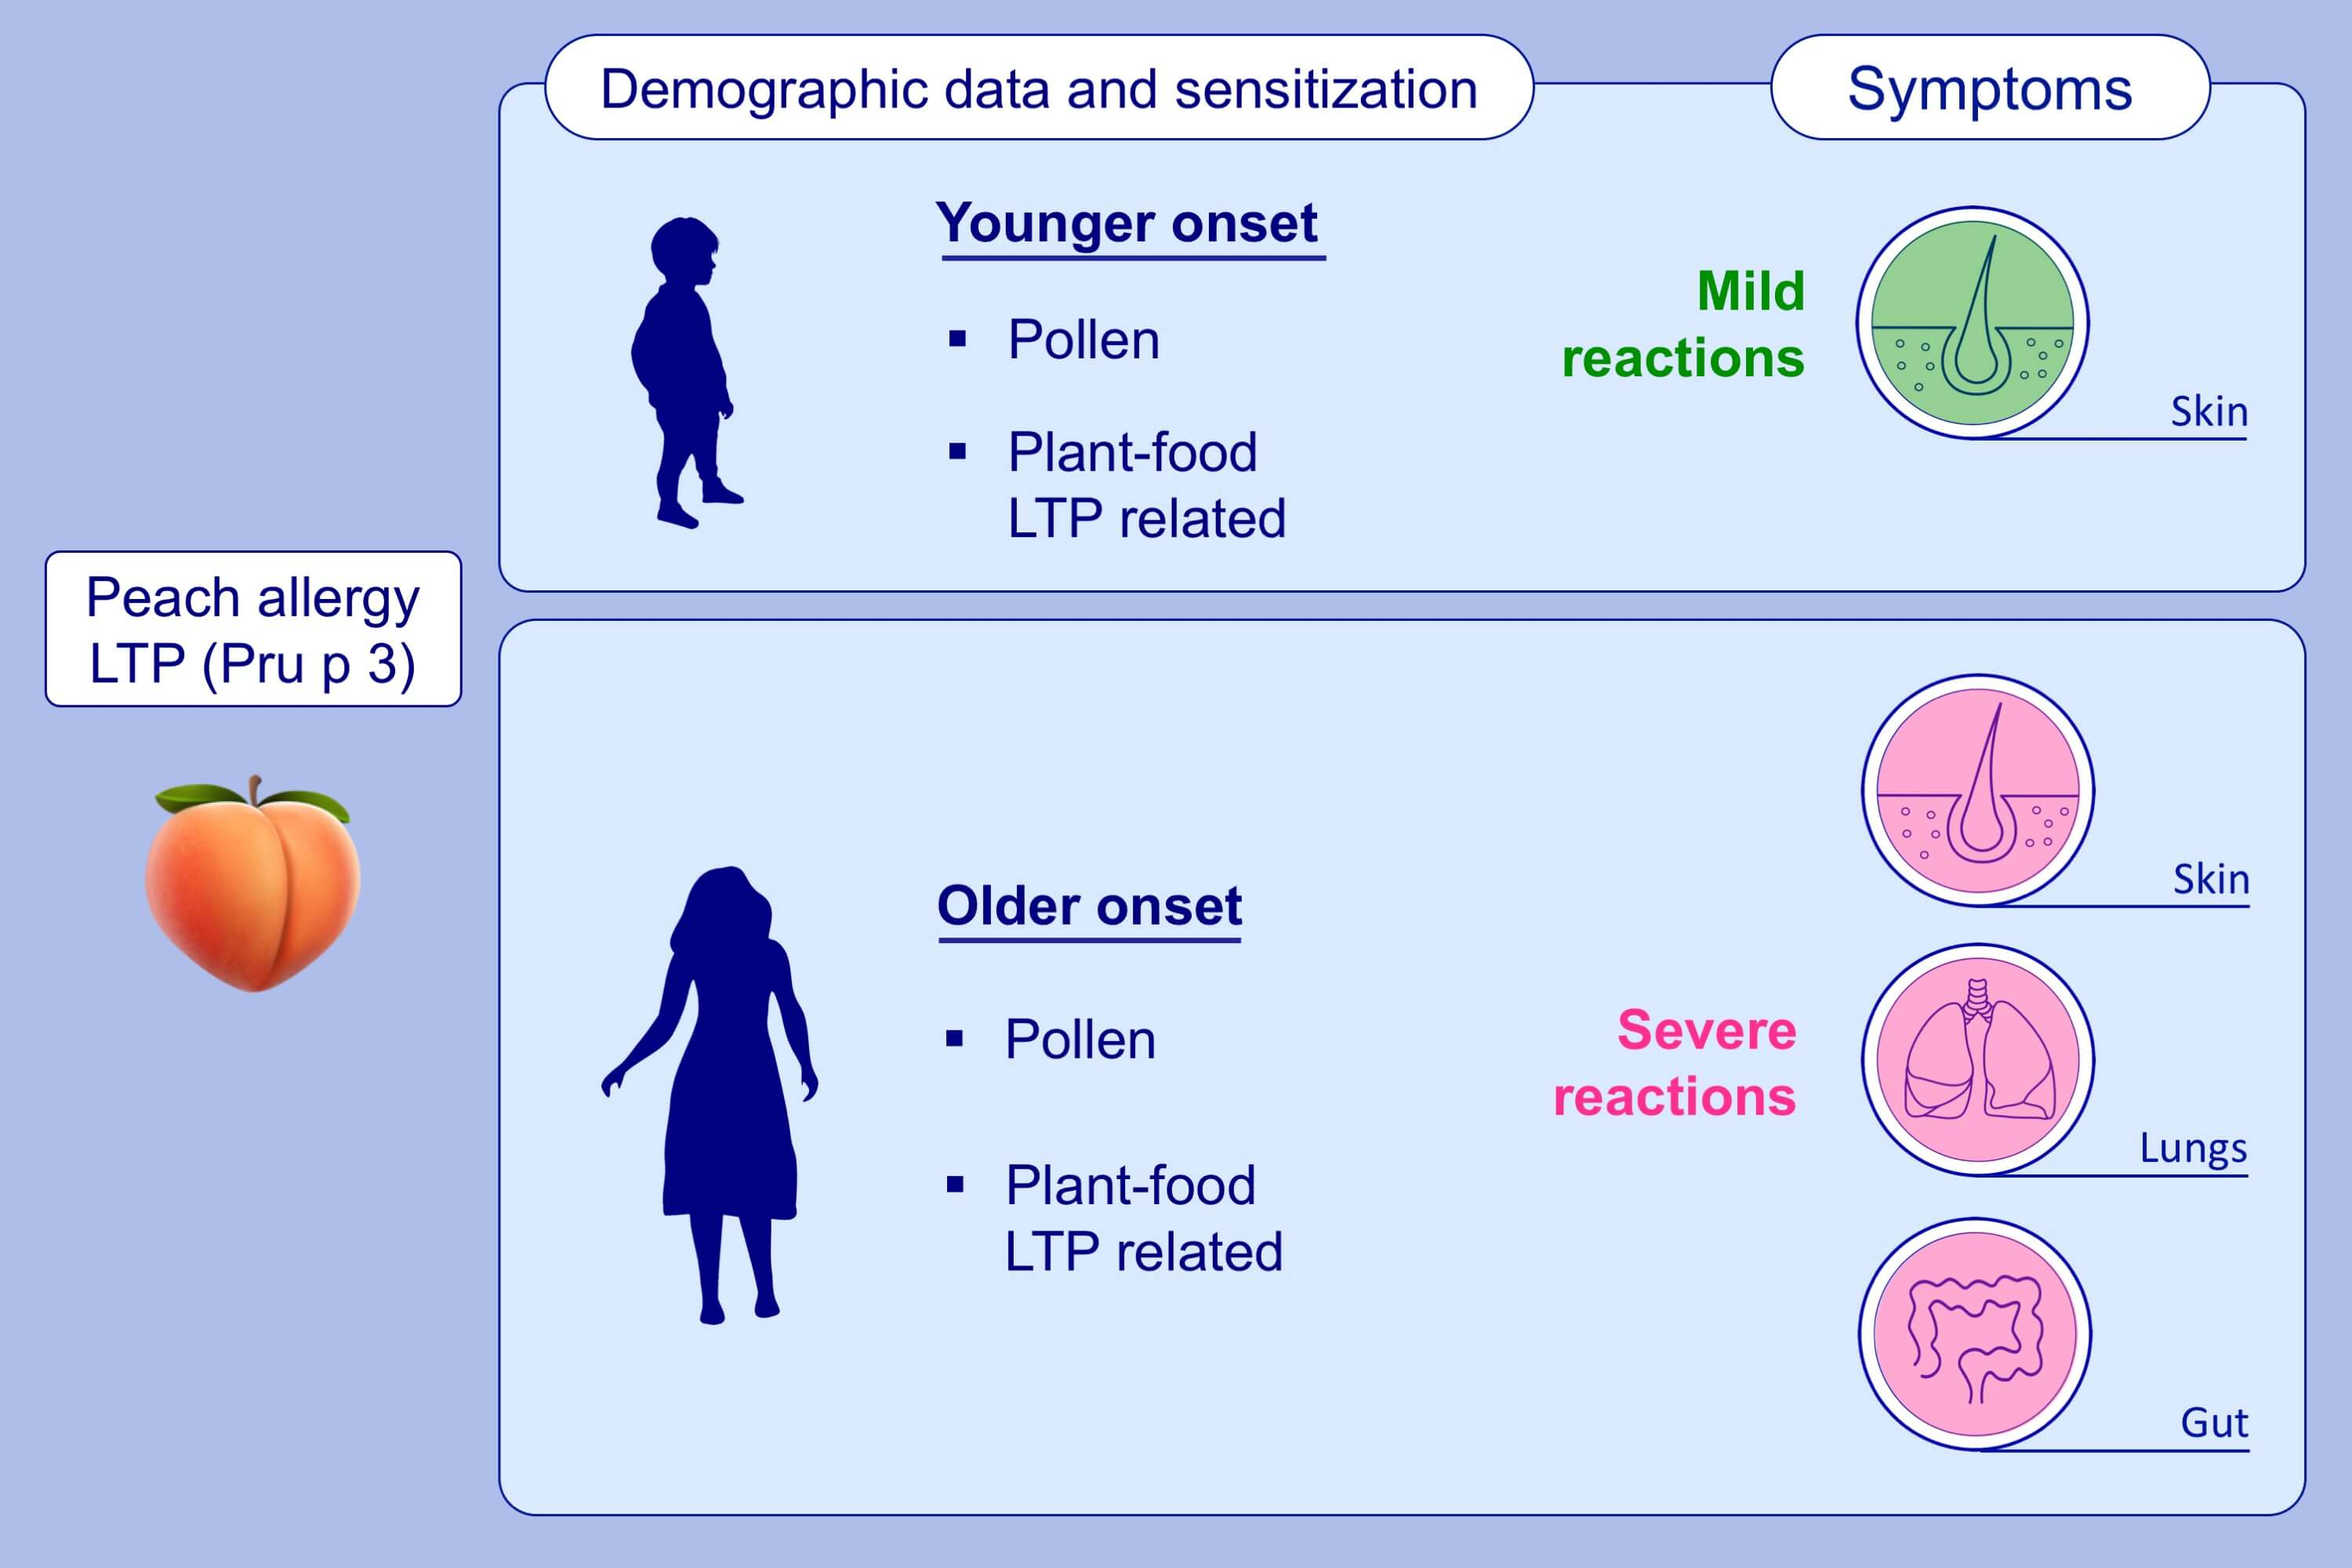 Demographic data and sensitization
Symptoms
Younger onset
▪ Pollen
▪ Plant-food
LTP related
Mild
reactions
Skin
Peach allergy
LTP (Pru p 3)
Older onset
▪ Pollen
▪ Plant-food
LTP related
Severe
reactions
Skin
Lungs
Gut